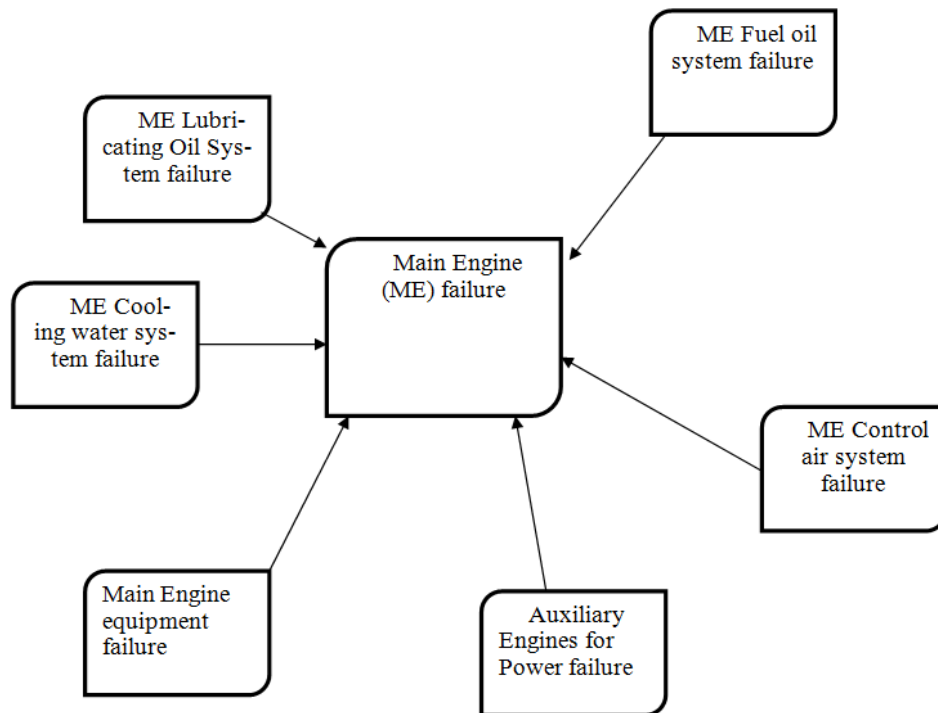 ME Fuel oil
system failure
ME Lubri-
cating Oil Sys-
tem failure
Main Engine
(ME) failure
ME Cool-
ing water sys-
tem failure
ME Control
air system
failure
Main Engine
equipment
failure
Auxiliary
Engines for
Power failure